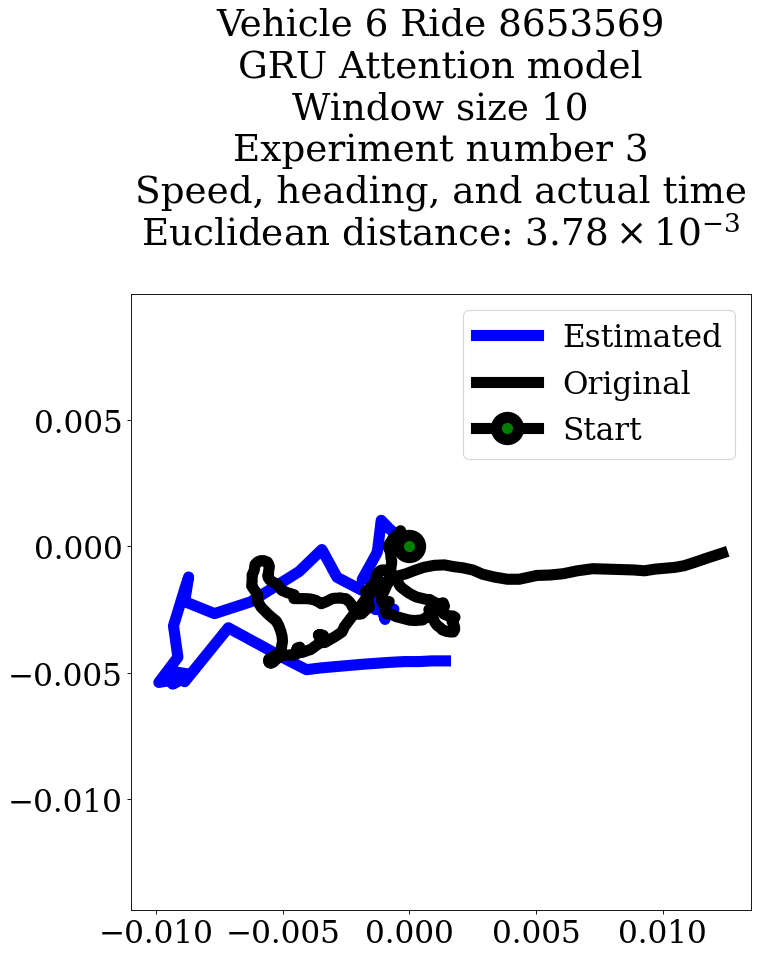 Vehicle 6 Ride 8653569
GRU Attention model
Window size 10
Experiment number 3
Speed, heading, and actual time
Euclidean distance: 3.78 × 10⁻³
Estimated
Original
Start
0.005
0.000
−0.005
−0.010
−0.010 −0.005 0.000 0.005 0.010